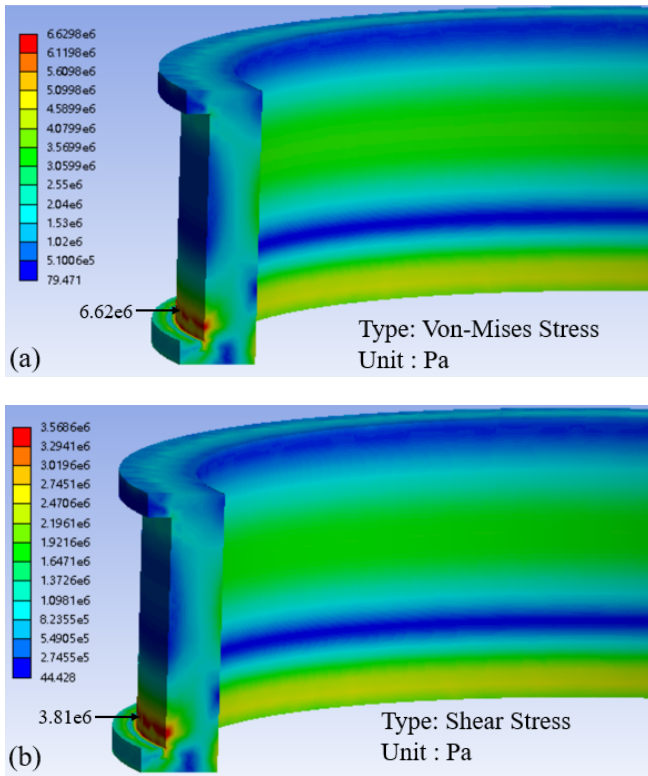 6.6298e6
6.1198e6
5.6098e6
5.0998e6
4.5899e6
4.0799e6
3.5699e6
3.0599e6
2.55e6
2.04e6
1.53e6
1.02e6
5.1006e5
79.471
6.62e6
(a)
Type: Von-Mises Stress
Unit : Pa
3.5686e6
3.2941e6
3.0196e6
2.7451e6
2.4706e6
2.1961e6
1.9216e6
1.6471e6
1.3726e6
1.0981e6
8.2355e5
5.4905e5
2.7455e5
44.428
3.81e6
(b)
Type: Shear Stress
Unit : Pa